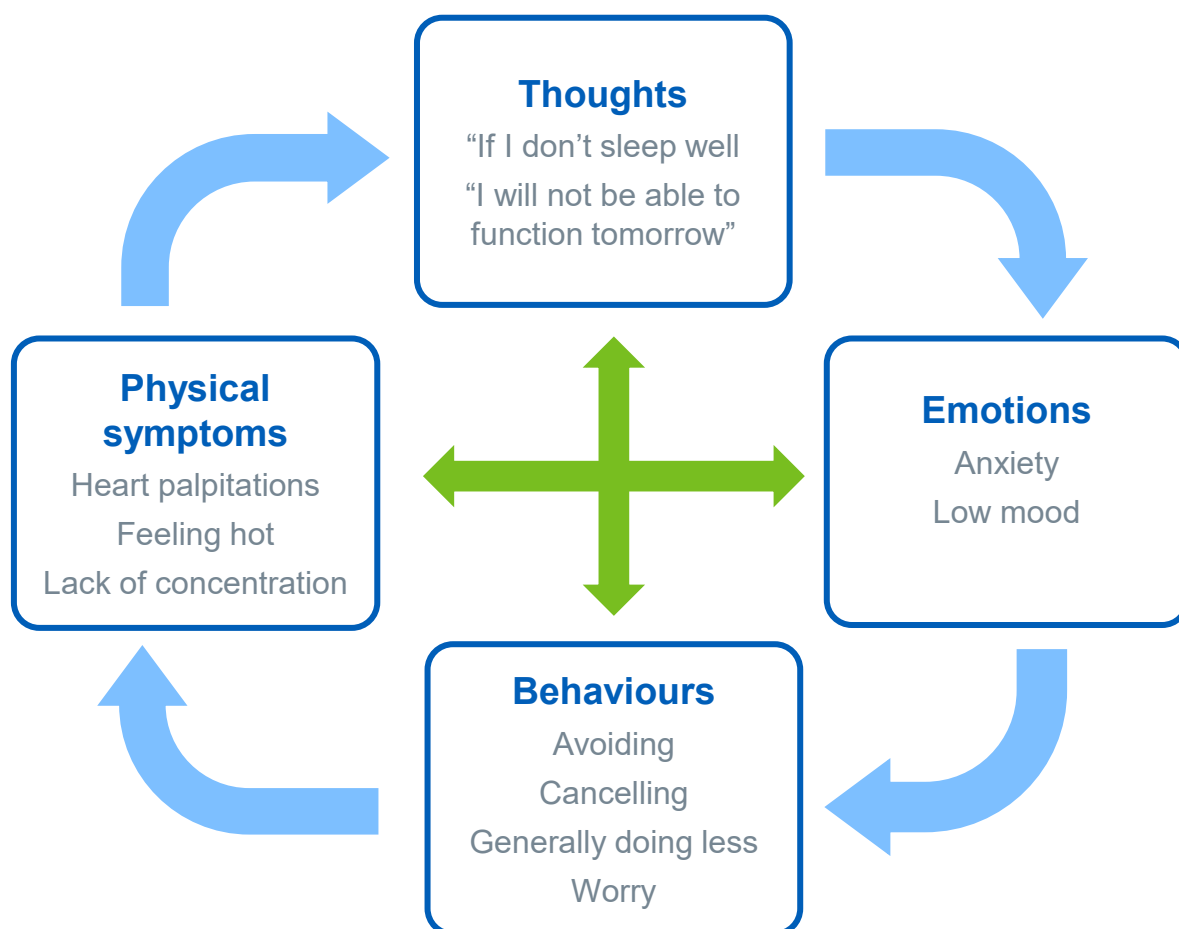 Thoughts
“If I don’t sleep well
“I will not be able to
function tomorrow”
Physical
symptoms
Heart palpitations
Feeling hot
Lack of concentration
Emotions
Anxiety
Low mood
Behaviours
Avoiding
Cancelling
Generally doing less
Worry